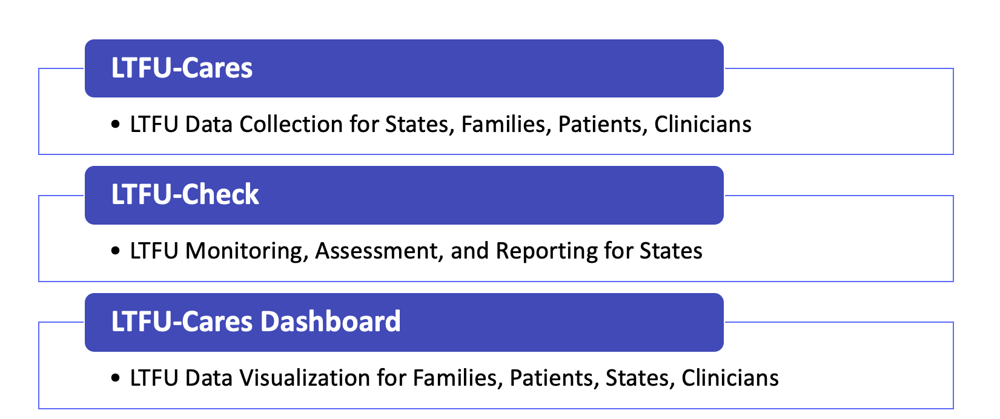 LTFU-Cares
• LTFU Data Collection for States, Families, Patients, Clinicians
LTFU-Check
• LTFU Monitoring, Assessment, and Reporting for States
LTFU-Cares Dashboard
• LTFU Data Visualization for Families, Patients, States, Clinicians